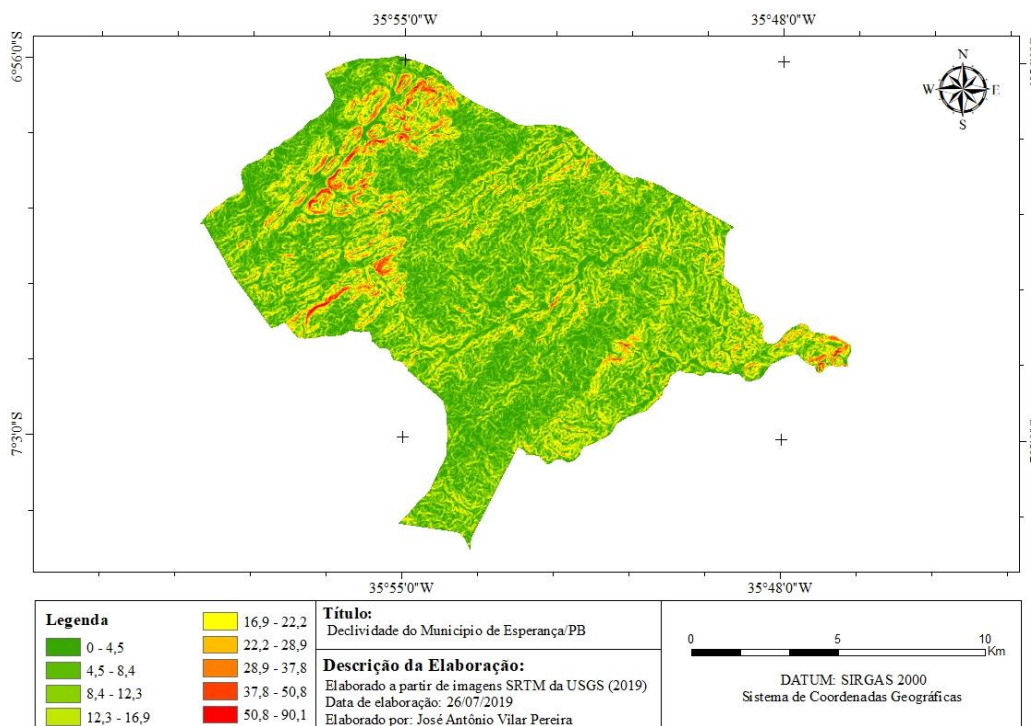 35°55'0"W
35°48'0"W
6°56'0"S
N
W
E
S
7°3'0"S
35°55'0"W
35°48'0"W
Legenda
0 - 4,5
4,5 - 8,4
8,4 - 12,3
12,3 - 16,9
16,9 - 22,2
22,2 - 28,9
28,9 - 37,8
37,8 - 50,8
50,8 - 90,1
Título:
Declividade do Município de Esperança/PB
Descrição da Elaboração:
Elaborado a partir de imagens SRTM da USGS (2019)
Data de elaboração: 26/07/2019
Elaborado por: José Antônio Vilar Pereira
0
5
10
Km
DATUM: SIRGAS 2000
Sistema de Coordenadas Geográficas